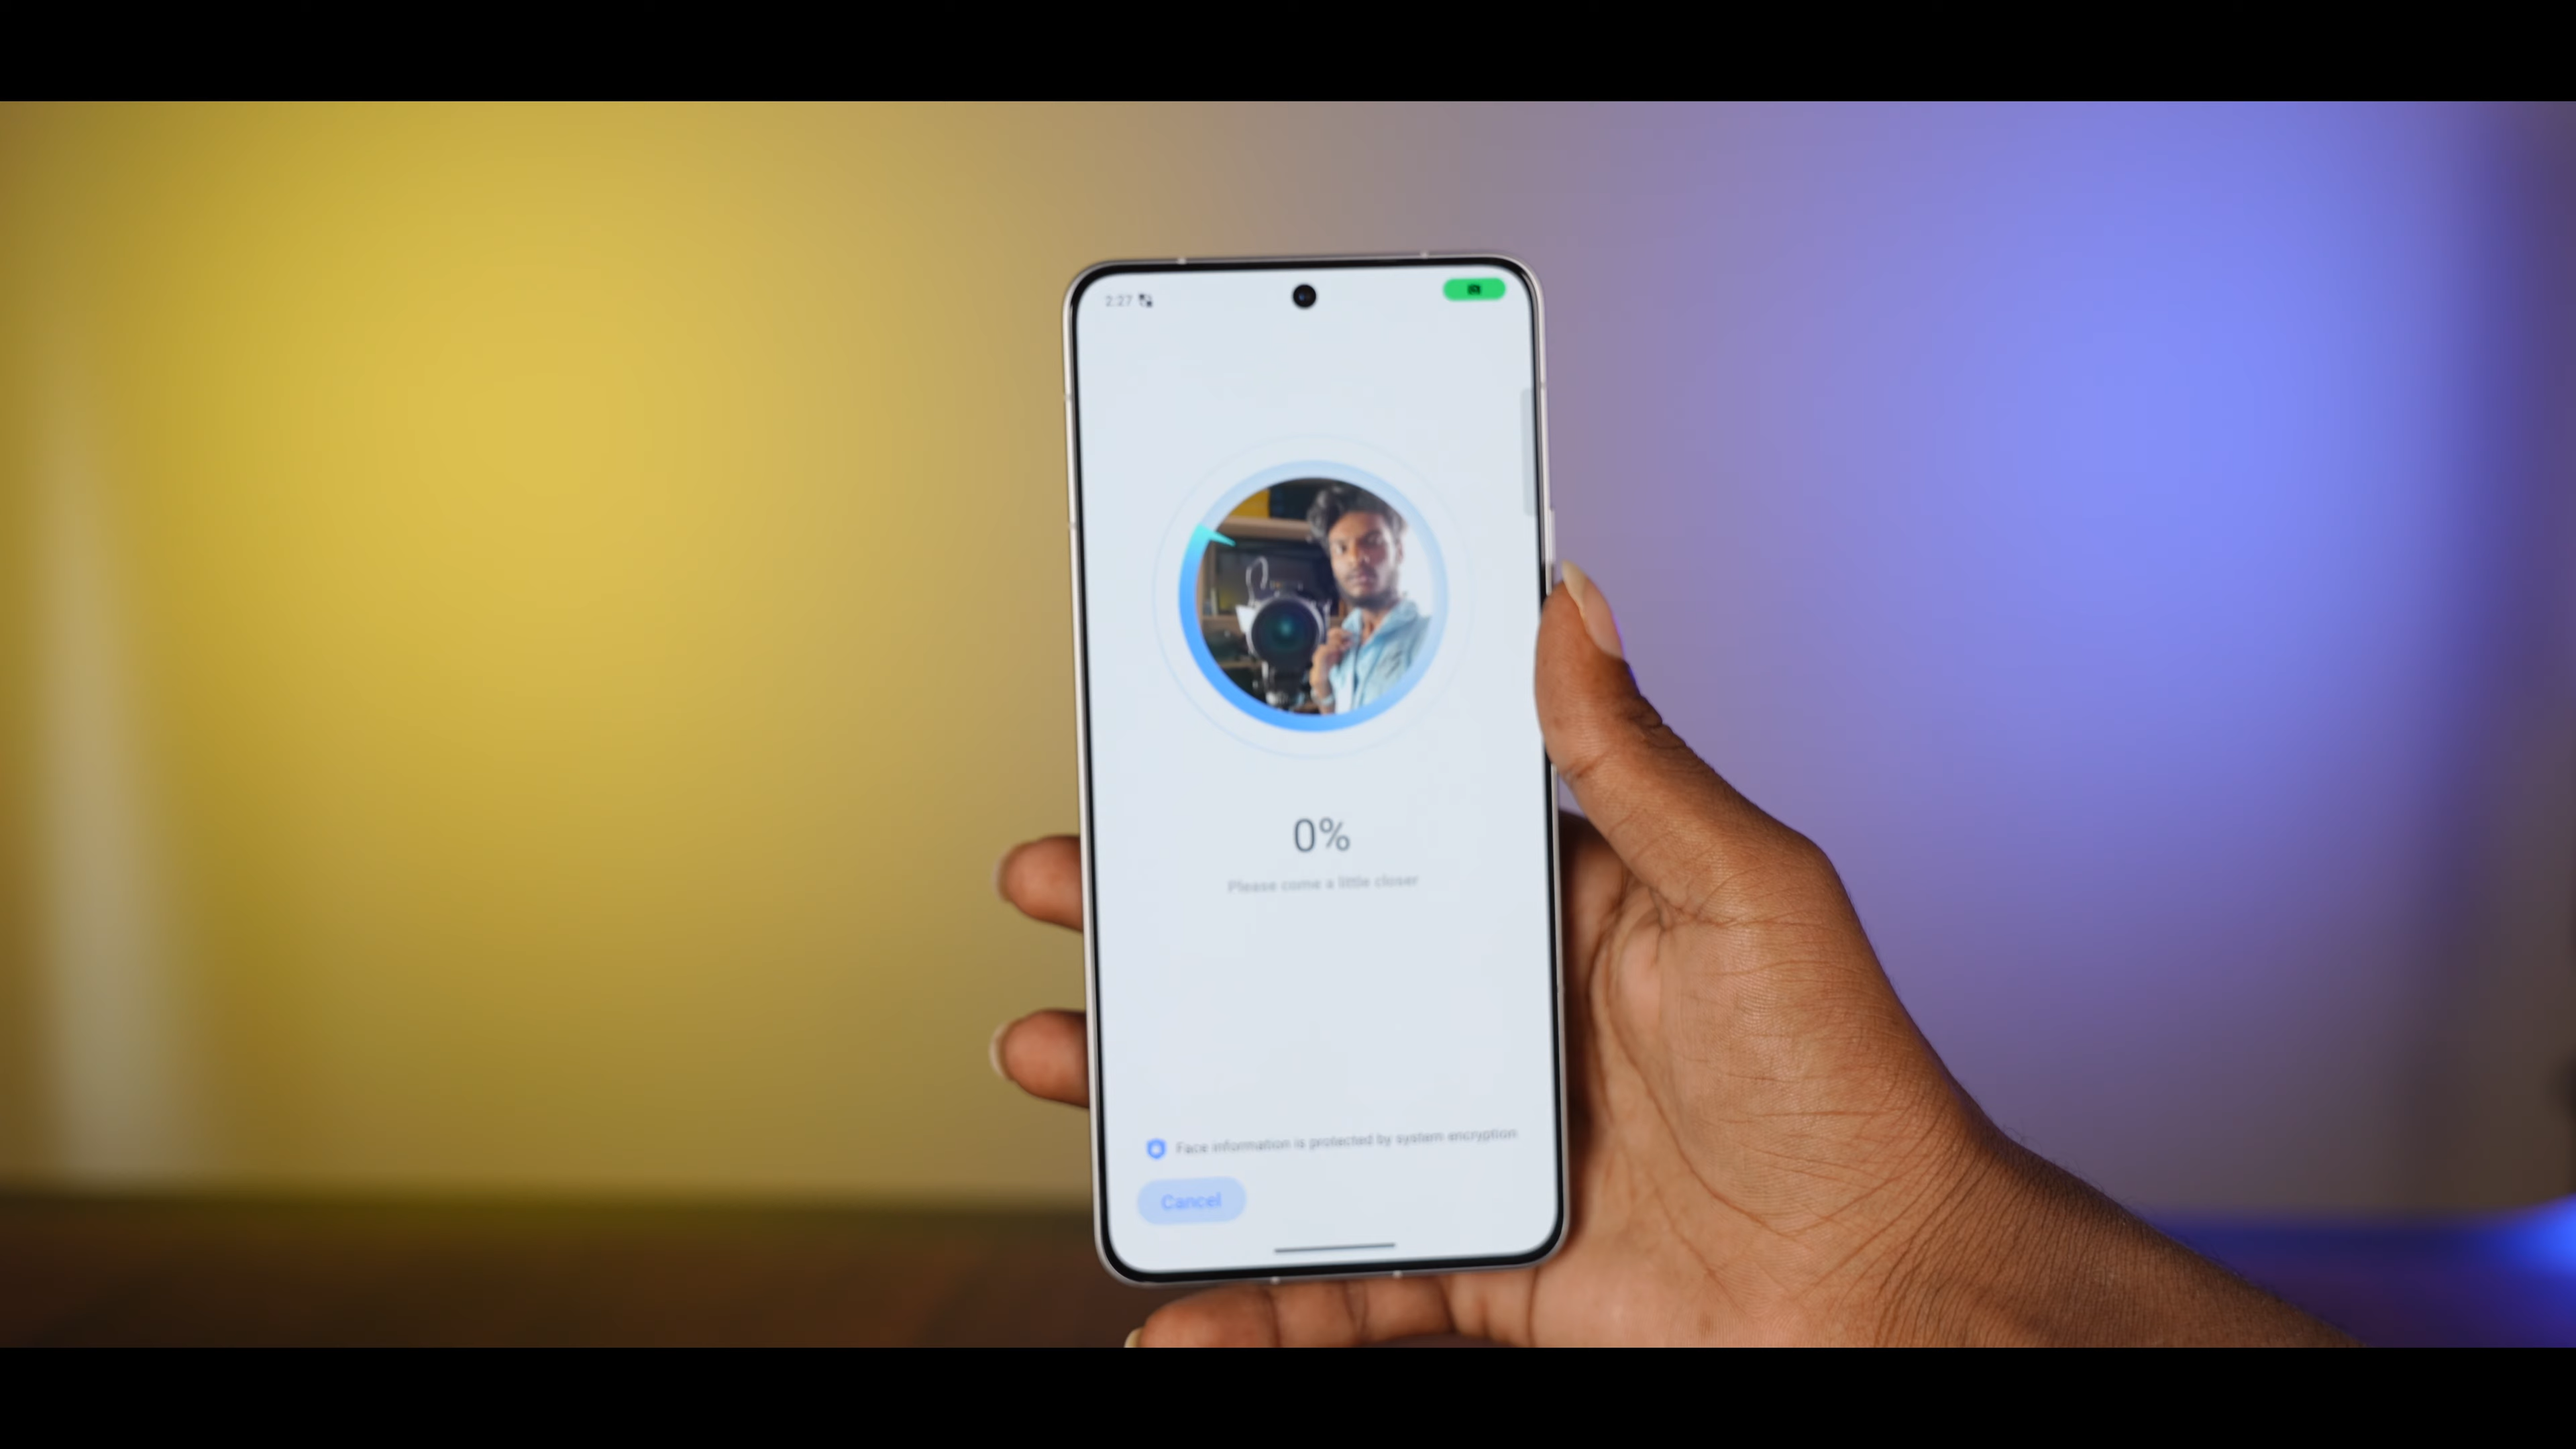 2:27
0%
Please come a little closer
Face information is protected by system encryption
Cancel